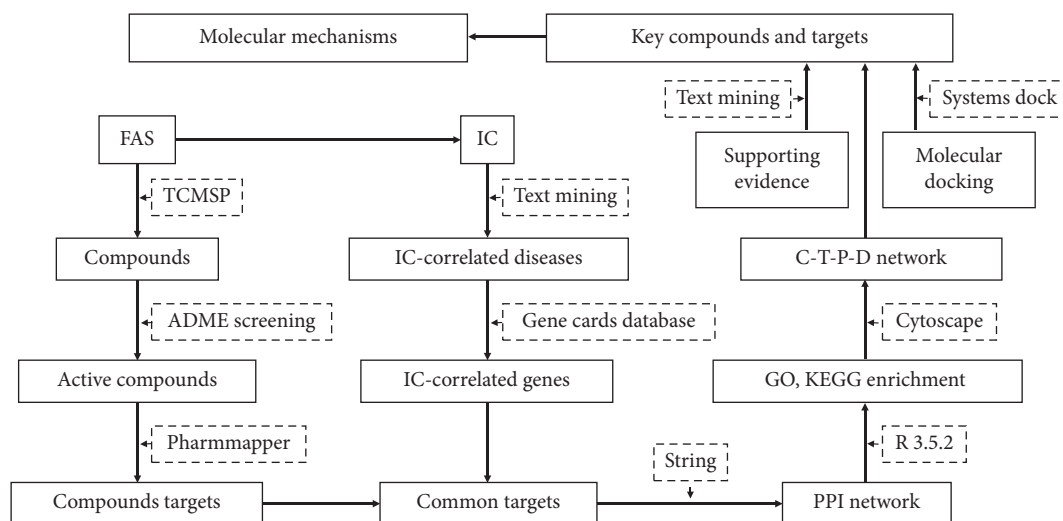 Molecular mechanisms
Key compounds and targets
Text mining
Systems dock
FAS
IC
Supporting
evidence
Molecular
docking
TCMSP
Text mining
Compounds
IC-correlated diseases
C-T-P-D network
ADME screening
Gene cards database
Cytoscape
Active compounds
IC-correlated genes
GO, KEGG enrichment
Pharmmapper
String
R 3.5.2
Compounds targets
Common targets
PPI network